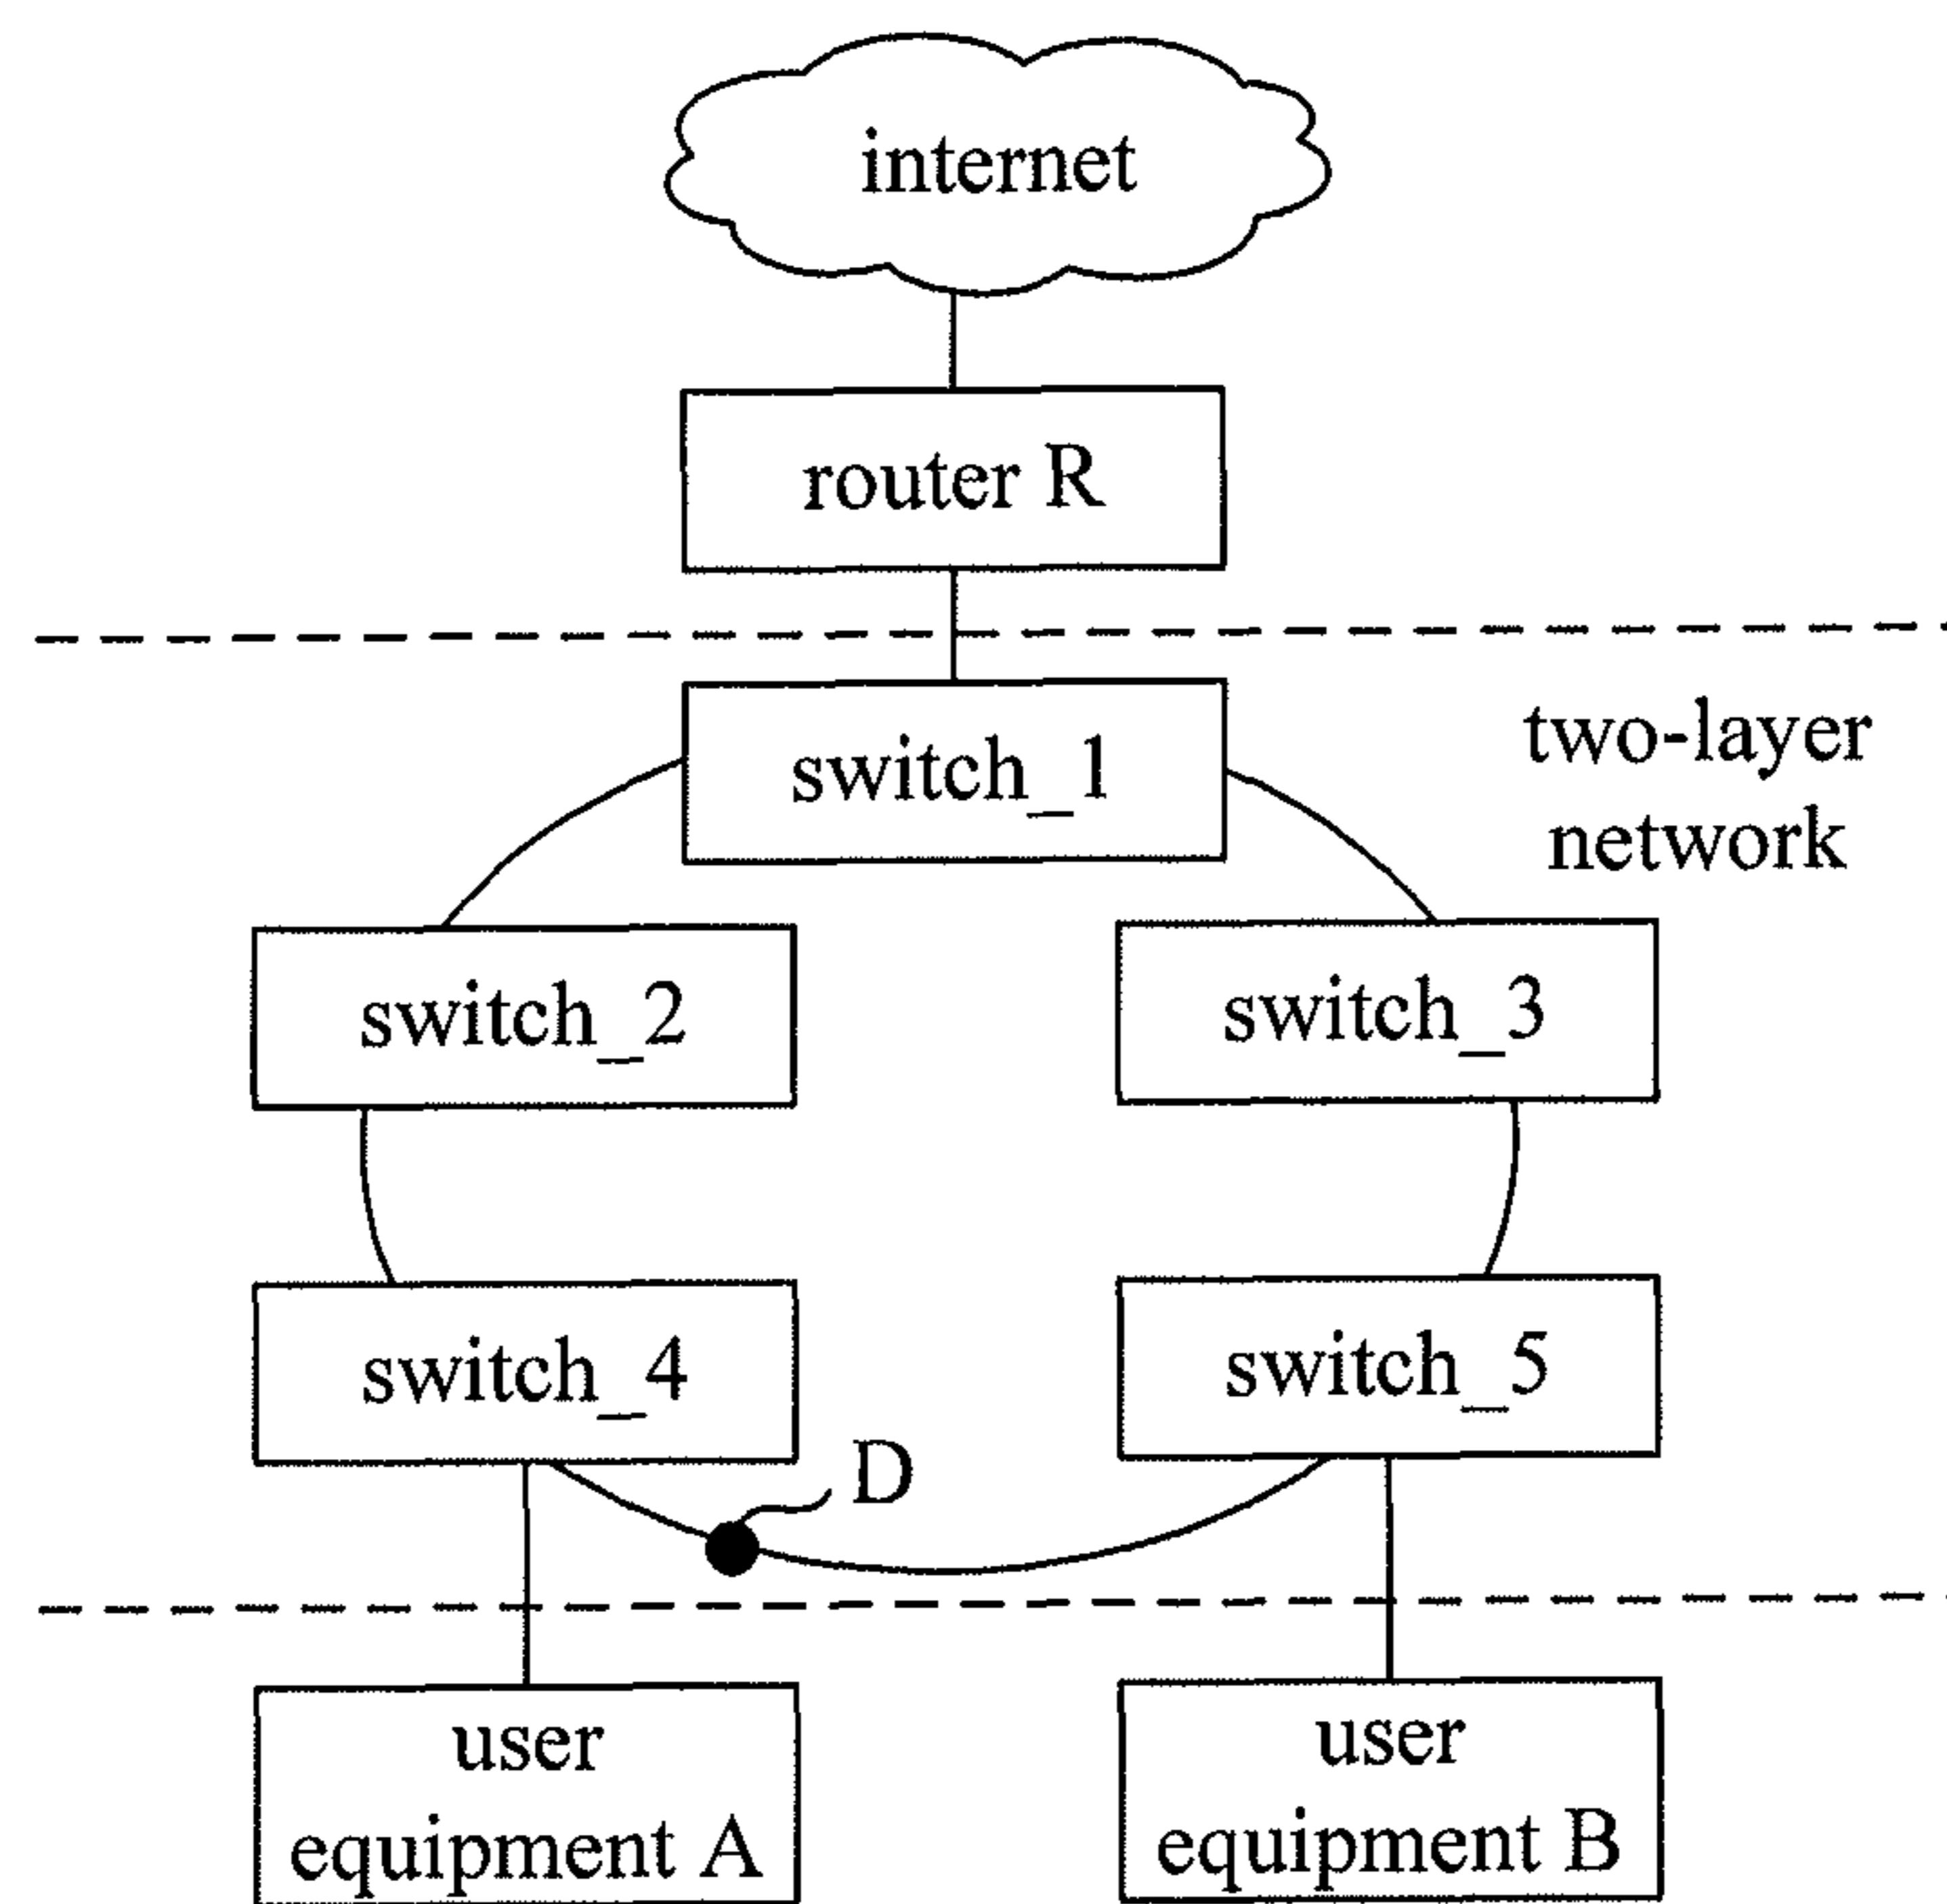 internet
router R
switch_1
two-layer
network
switch_2
switch_3
switch_4
switch_5
D
user
equipment A
user
equipment B